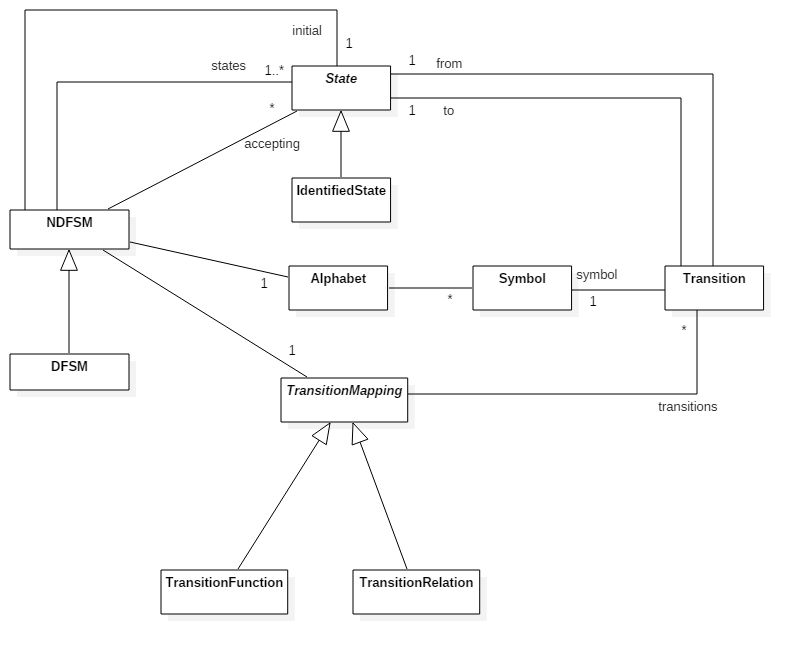 initial
1
states
1..*
State
1
from
*
1
to
accepting
IdentifiedState
NDFSM
Alphabet
Symbol
symbol
Transition
1
*
1
*
1
DFSM
TransitionMapping
transitions
TransitionFunction
TransitionRelation